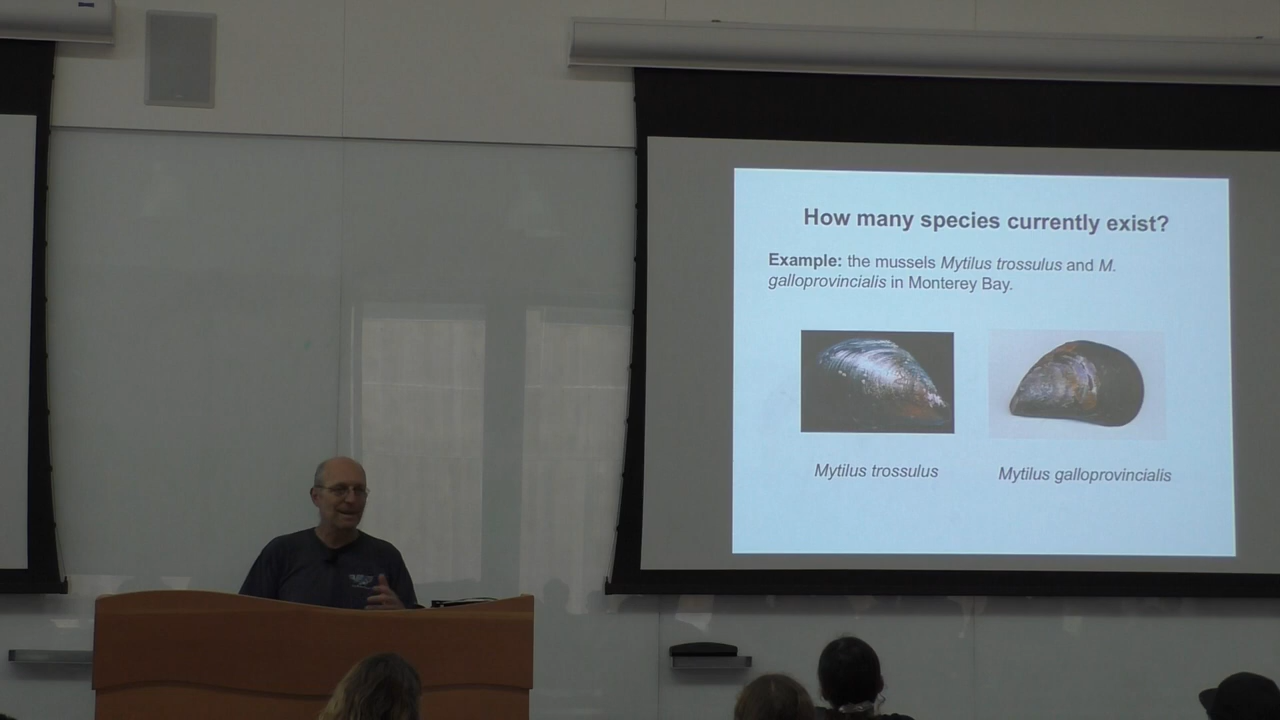 How many species currently exist?
Example: the mussels Mytilus trossulus and M.
galloprovincialis in Monterey Bay.
Mytilus trossulus
Mytilus galloprovincialis